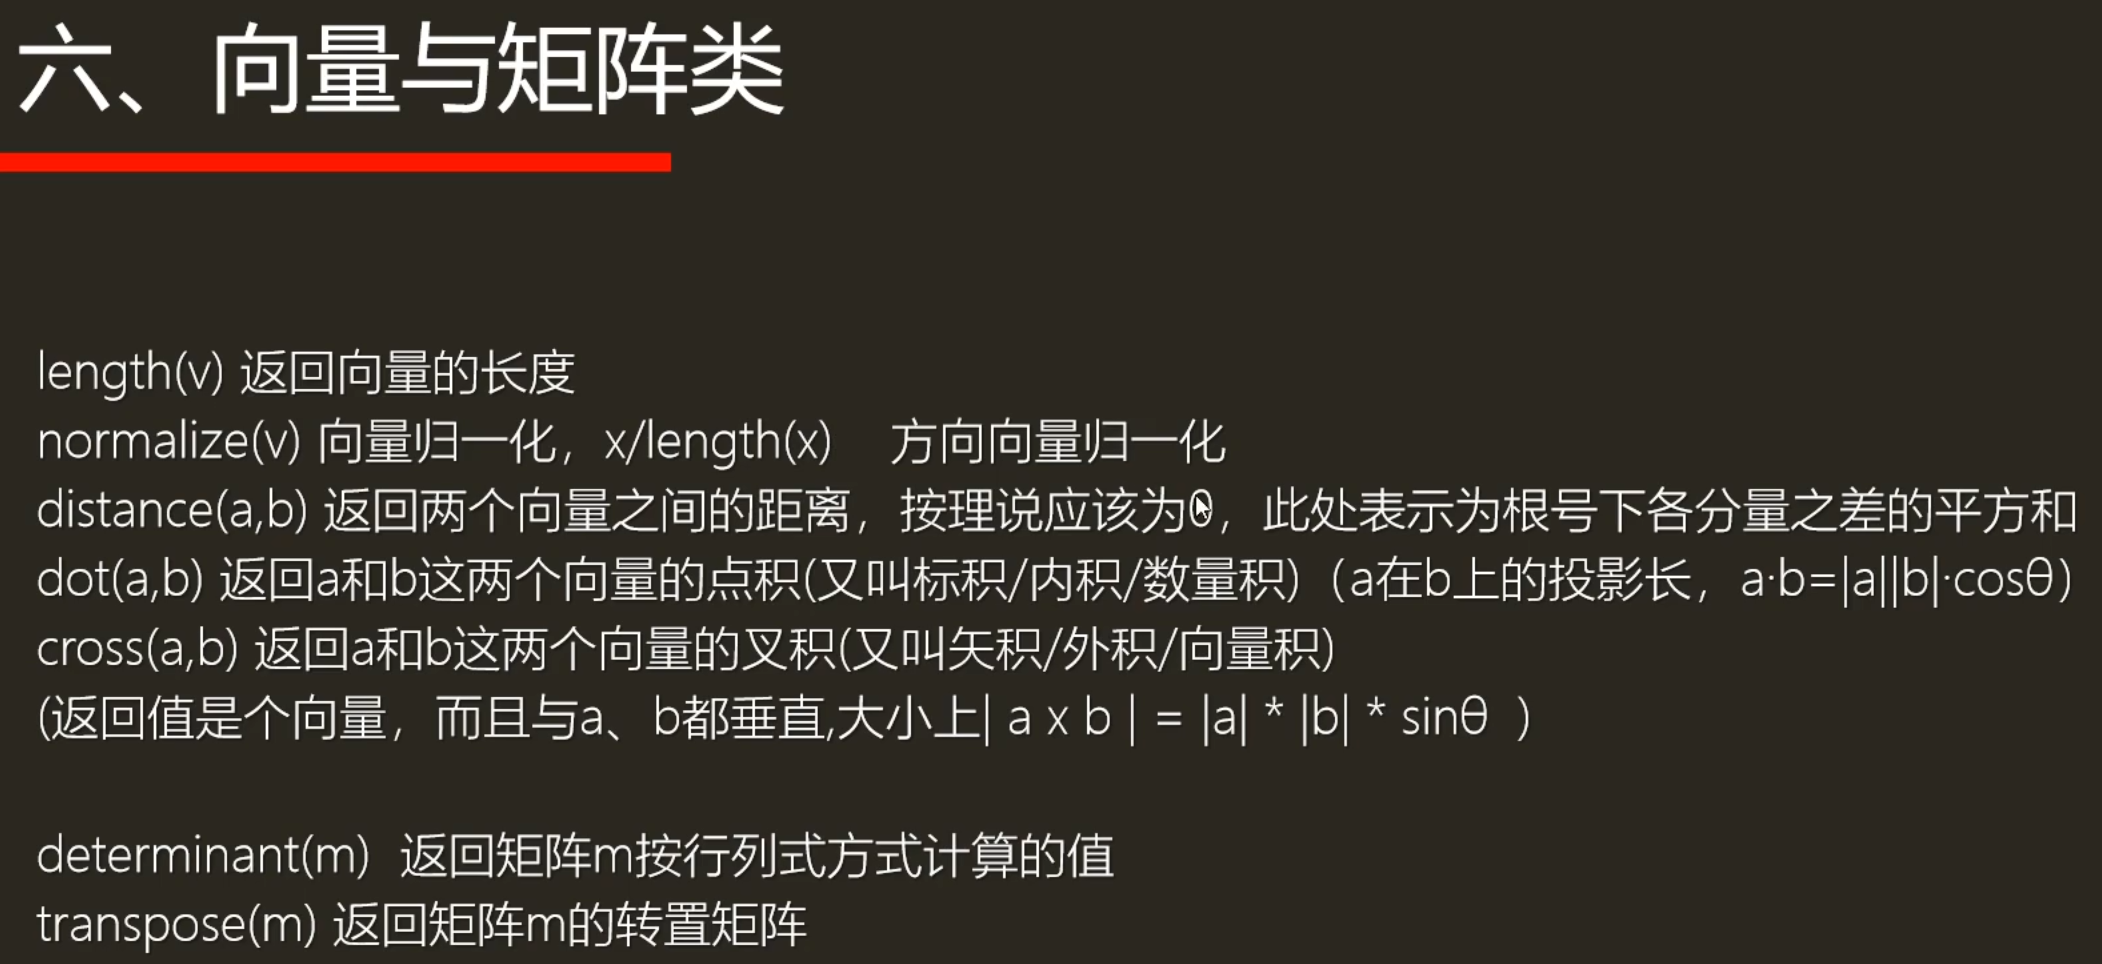 六、向量与矩阵类
length(v) 返回向量的长度
normalize(v) 向量归一化，x/length(x)    方向向量归一化
distance(a,b) 返回两个向量之间的距离，按理说应该为0，此处表示为根号下各分量之差的平方和
dot(a,b) 返回a和b这两个向量的点积(又叫标积/内积/数量积)（a在b上的投影长，a·b=|a||b|·cosθ）
cross(a,b) 返回a和b这两个向量的叉积(又叫矢积/外积/向量积)
(返回值是个向量，而且与a、b都垂直,大小上| a x b | = |a| * |b| * sinθ  )
determinant(m)  返回矩阵m按行列式方式计算的值
transpose(m) 返回矩阵m的转置矩阵